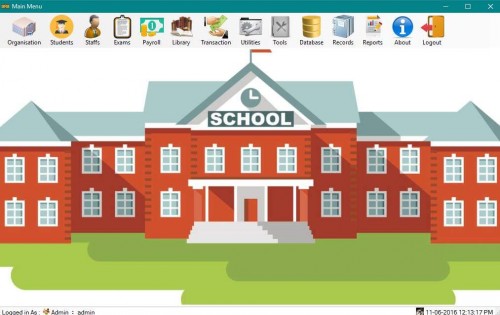 Main Menu
Organisation Students Staffs Exams Payroll Library Transaction Utilities Tools Database Records Reports About Logout
SCHOOL
Logged in As : Admin : admin 11-06-2016 12:13:17 PM